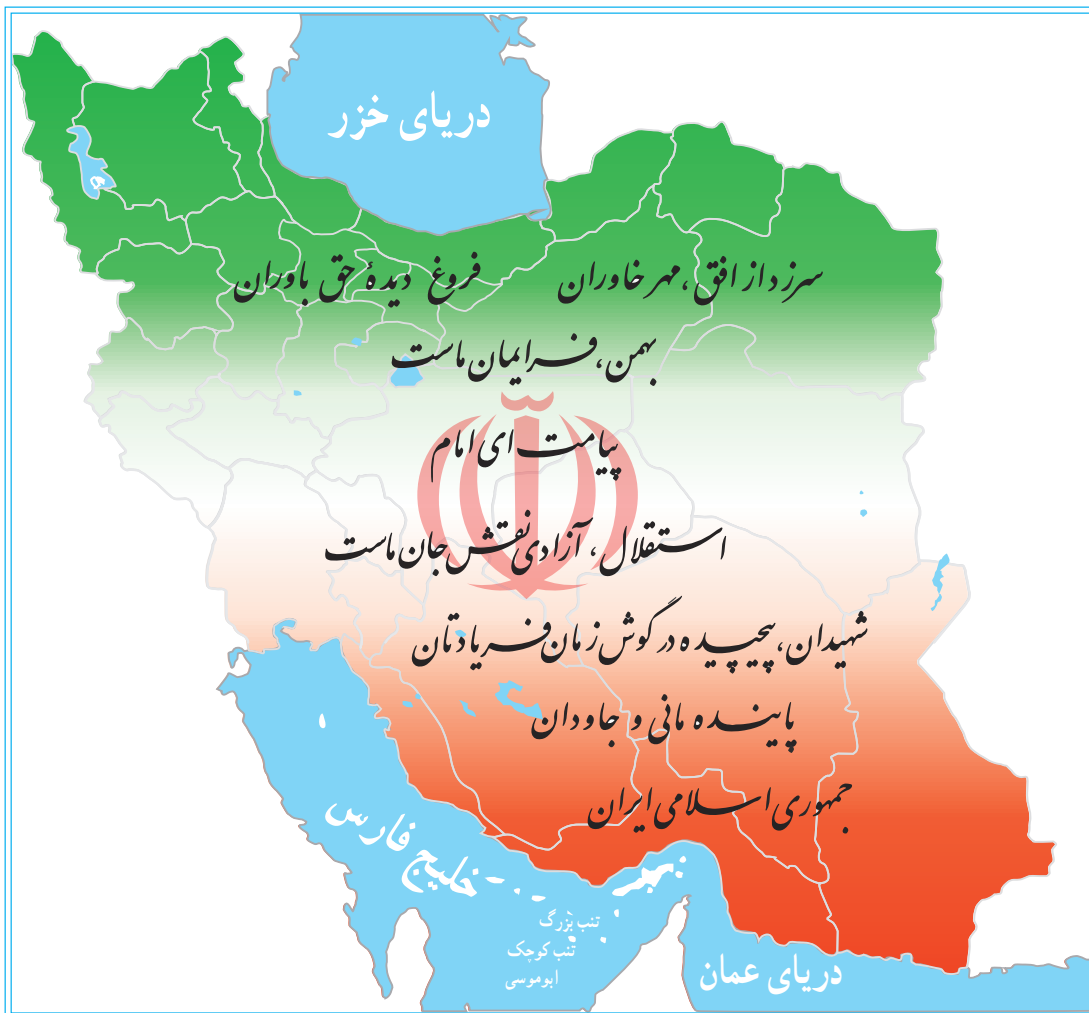 دریای خزر
سرزد از افق، مهر خاوران فروغ دیدهٔ حق باوران
بهمن، فر ایمان ماست
پیامت ای امام
استقلال، آزادی نقش جان ماست
شهیدان، پیچیده در گوش زمان فریادتان
پاینده مانی و جاودان
جمهوری اسلامی ایران
خلیج فارس
تنب بزرگ
تنب کوچک
ابوموسی
دریای عمان